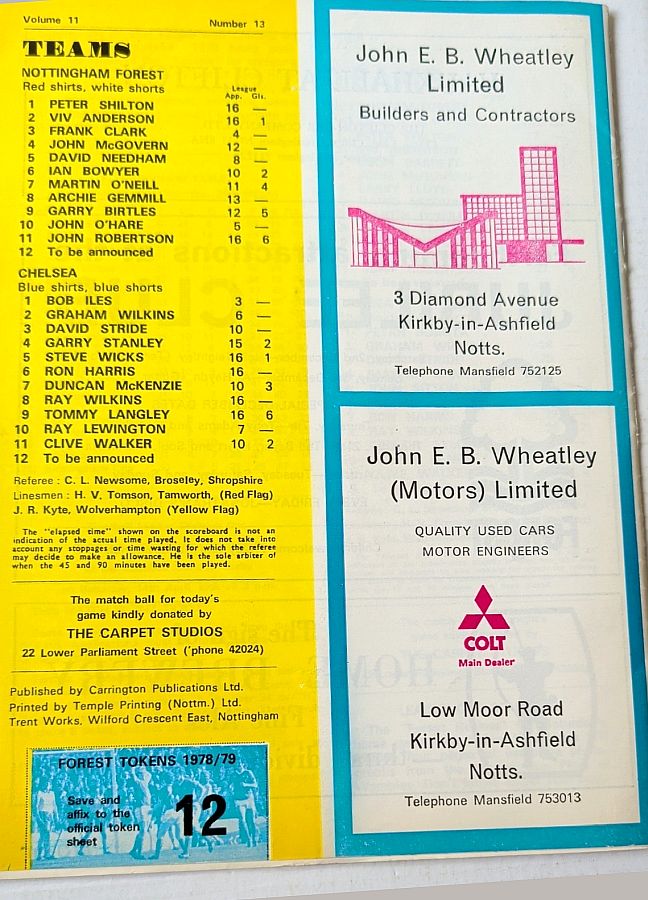 Volume 11 Number 13
TEAMS
NOTTINGHAM FOREST
Red shirts, white shorts
League
App. Gls.
1 PETER SHILTON 16 —
2 VIV ANDERSON 16 1
3 FRANK CLARK 4 —
4 JOHN McGOVERN 12 —
5 DAVID NEEDHAM 8 —
6 IAN BOWYER 10 2
7 MARTIN O'NEILL 11 4
8 ARCHIE GEMMILL 13 —
9 GARRY BIRTLES 12 5
10 JOHN O'HARE 5 —
11 JOHN ROBERTSON 16 6
12 To be announced
CHELSEA
Blue shirts, blue shorts
1 BOB ILES 3 —
2 GRAHAM WILKINS 6 —
3 DAVID STRIDE 10 —
4 GARRY STANLEY 15 2
5 STEVE WICKS 16 1
6 RON HARRIS 16 —
7 DUNCAN McKENZIE 10 3
8 RAY WILKINS 16 —
9 TOMMY LANGLEY 16 6
10 RAY LEWINGTON 7 —
11 CLIVE WALKER 10 2
12 To be announced
Referee : C. L. Newsome, Broseley, Shropshire
Linesmen : H. V. Tomson, Tamworth, (Red Flag)
J. R. Kyte, Wolverhampton (Yellow Flag)
The "elapsed time" shown on the scoreboard is not an
indication of the actual time played. It does not take into
account any stoppages or time wasting for which the referee
may decide to make an allowance. He is the sole arbiter of
when the 45 and 90 minutes have been played.
The match ball for today's
game kindly donated by
THE CARPET STUDIOS
22 Lower Parliament Street ('phone 42024)
Published by Carrington Publications Ltd.
Printed by Temple Printing (Nottm.) Ltd.
Trent Works, Wilford Crescent East, Nottingham
FOREST TOKENS 1978/79
Save and
affix to the
official token
sheet
12
John E. B. Wheatley
Limited
Builders and Contractors
3 Diamond Avenue
Kirkby-in-Ashfield
Notts.
Telephone Mansfield 752125
John E. B. Wheatley
(Motors) Limited
QUALITY USED CARS
MOTOR ENGINEERS
COLT
Main Dealer
Low Moor Road
Kirkby-in-Ashfield
Notts.
Telephone Mansfield 753013